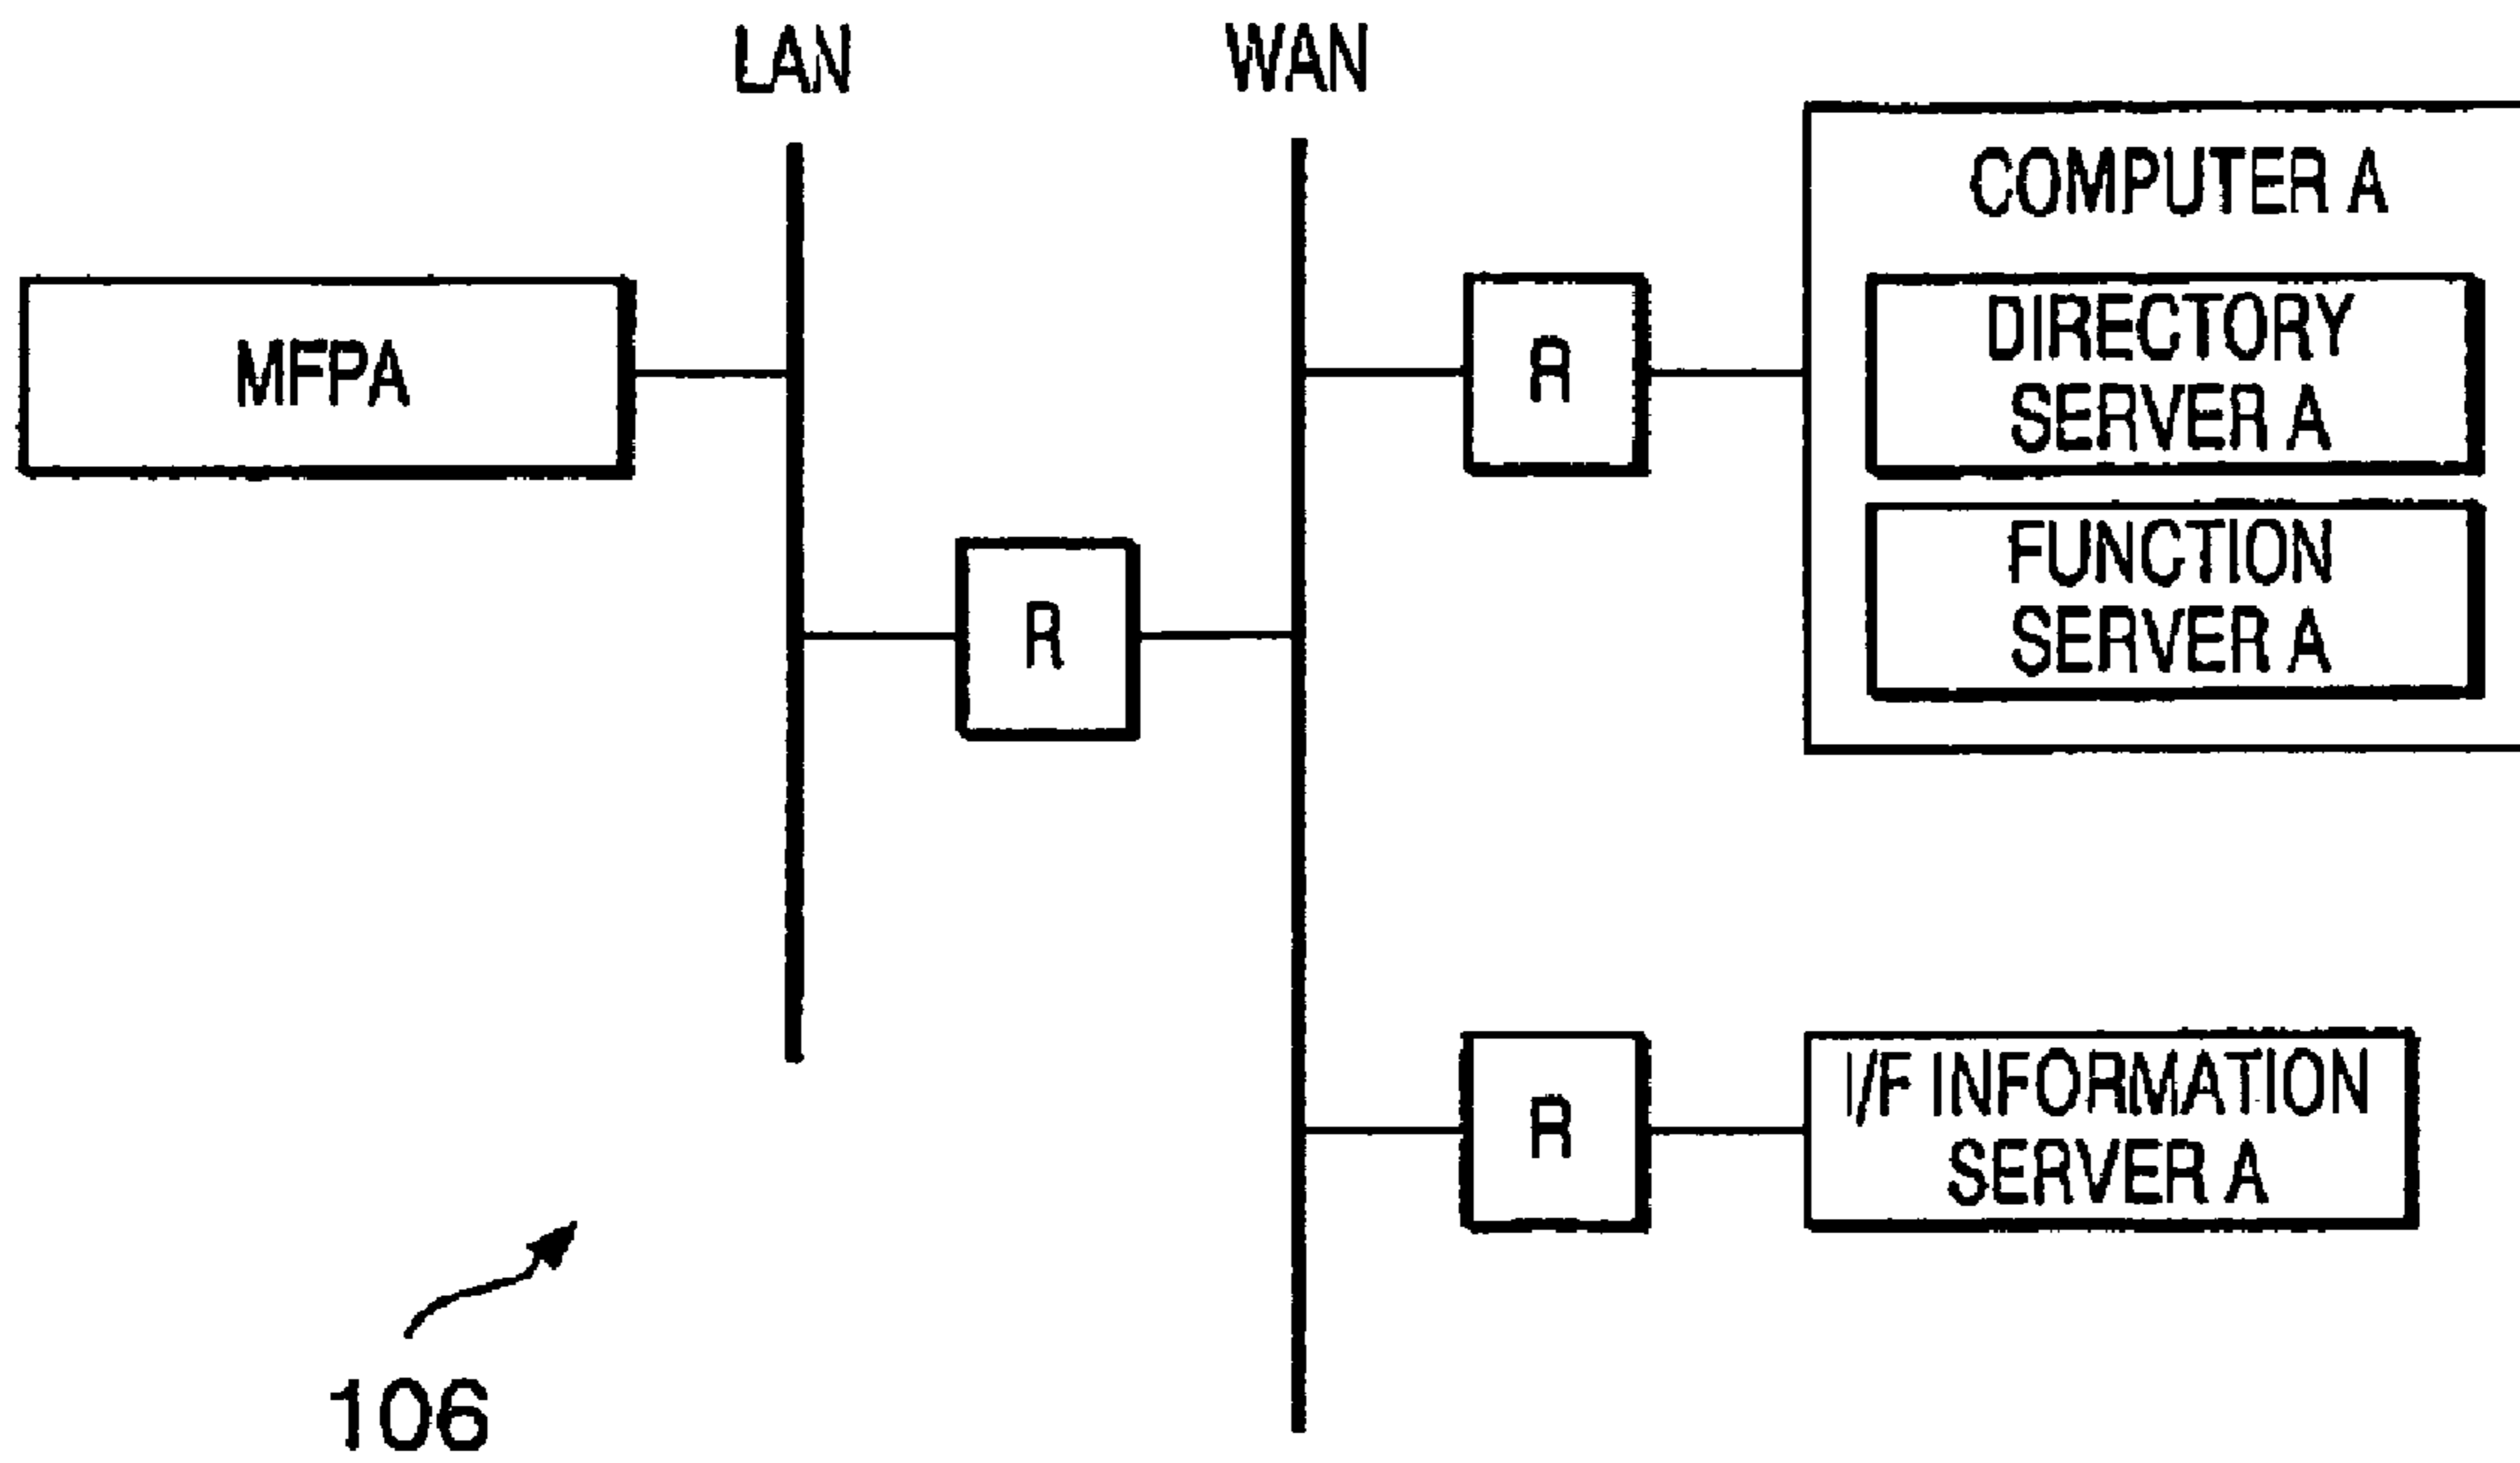 LAN
WAN
COMPUTER A
MFPA
R
DIRECTORY
SERVER A
FUNCTION
SERVER A
R
R
I/F INFORMATION
SERVER A
106